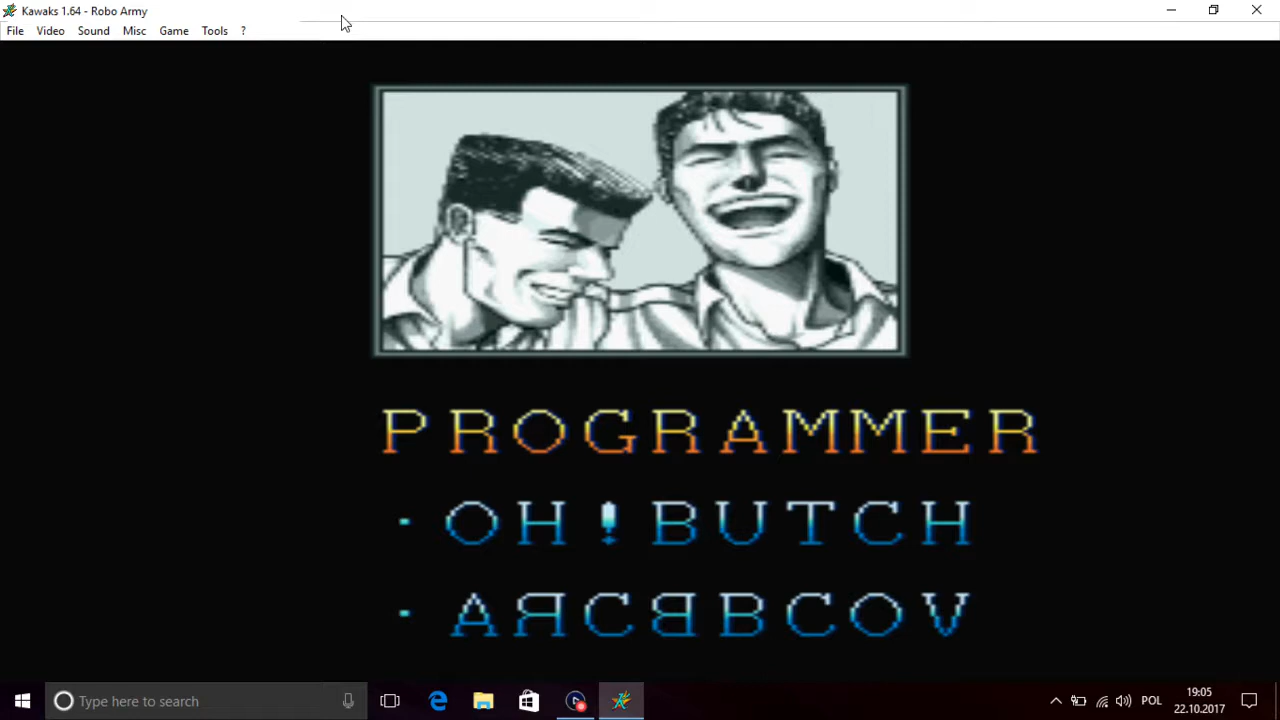 Kawaks 1.64 - Robo Army
File Video Sound Misc Game Tools ?
PROGRAMMER
· OH!BUTCH
· AЯCᗺBCOV
Type here to search
POL
19:05
22.10.2017